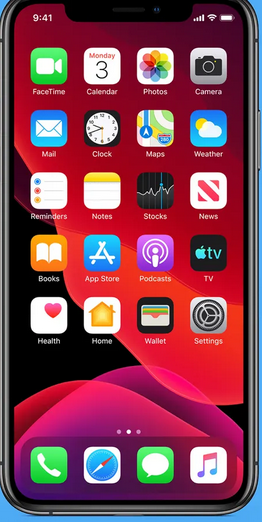 9:41
Monday
3
FaceTime Calendar Photos Camera
280
Mail Clock Maps Weather
Reminders Notes Stocks News
tv
Books App Store Podcasts TV
Health Home Wallet Settings